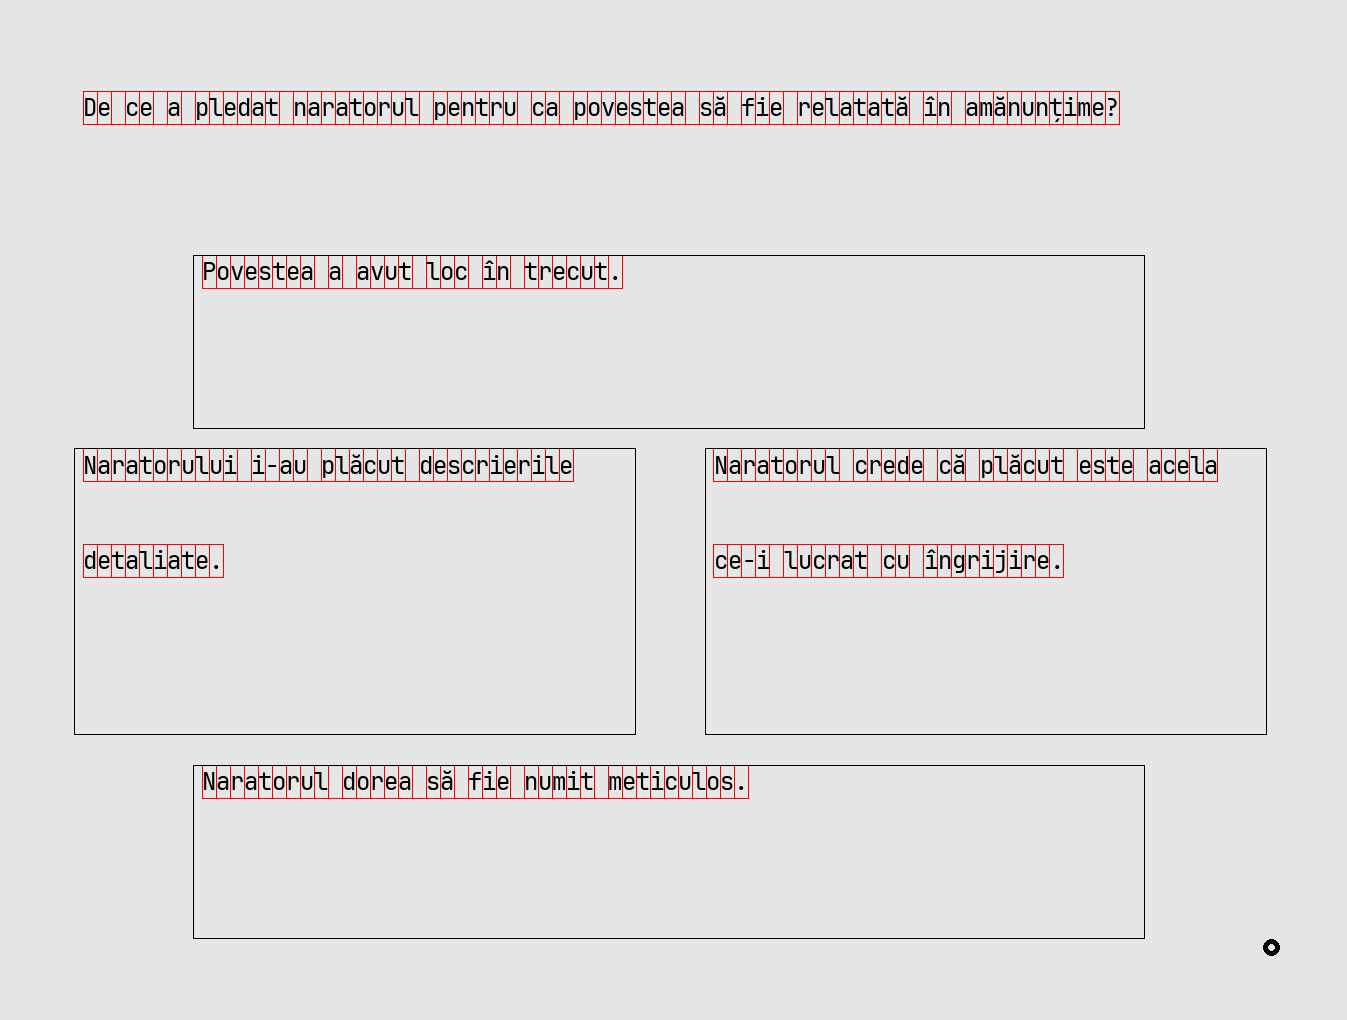 De ce a pledat naratorul pentru ca povestea să fie relatată în amănunțime?
Povestea a avut loc în trecut.
Naratorului i-au plăcut descrierile
detaliate.
Naratorul crede că plăcut este acela
ce-i lucrat cu îngrijire.
Naratorul dorea să fie numit meticulos.